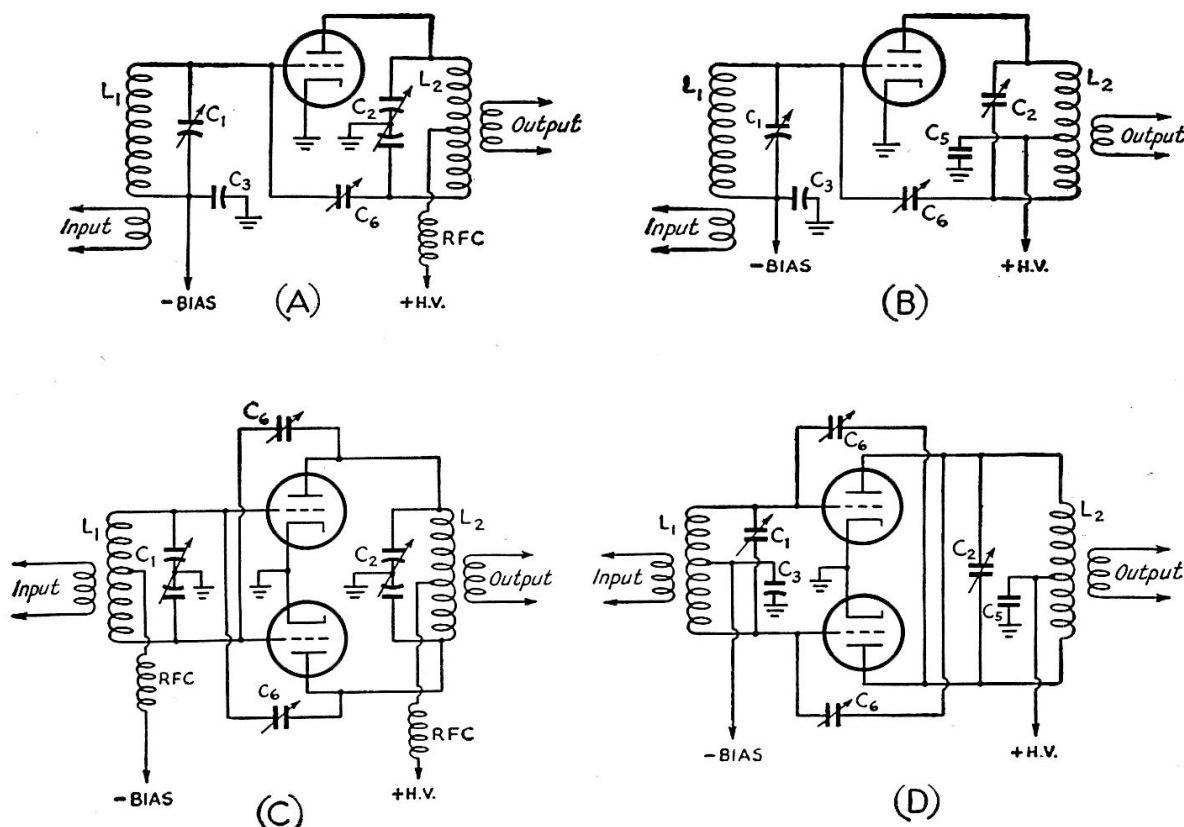 L₁
C₁
C₂
L₂
Output
C₃
C₆
Input
RFC
-BIAS
+H.V.
(A)
L₁
C₁
C₂
L₂
C₅
Output
C₃
C₆
Input
-BIAS
+H.V.
(B)
C₆
L₁
C₁
C₂
L₂
Input
Output
RFC
C₆
RFC
-BIAS
+H.V.
(C)
C₆
L₁
C₁
L₂
C₂
Input
C₃
Output
C₅
C₆
-BIAS
+H.V.
(D)